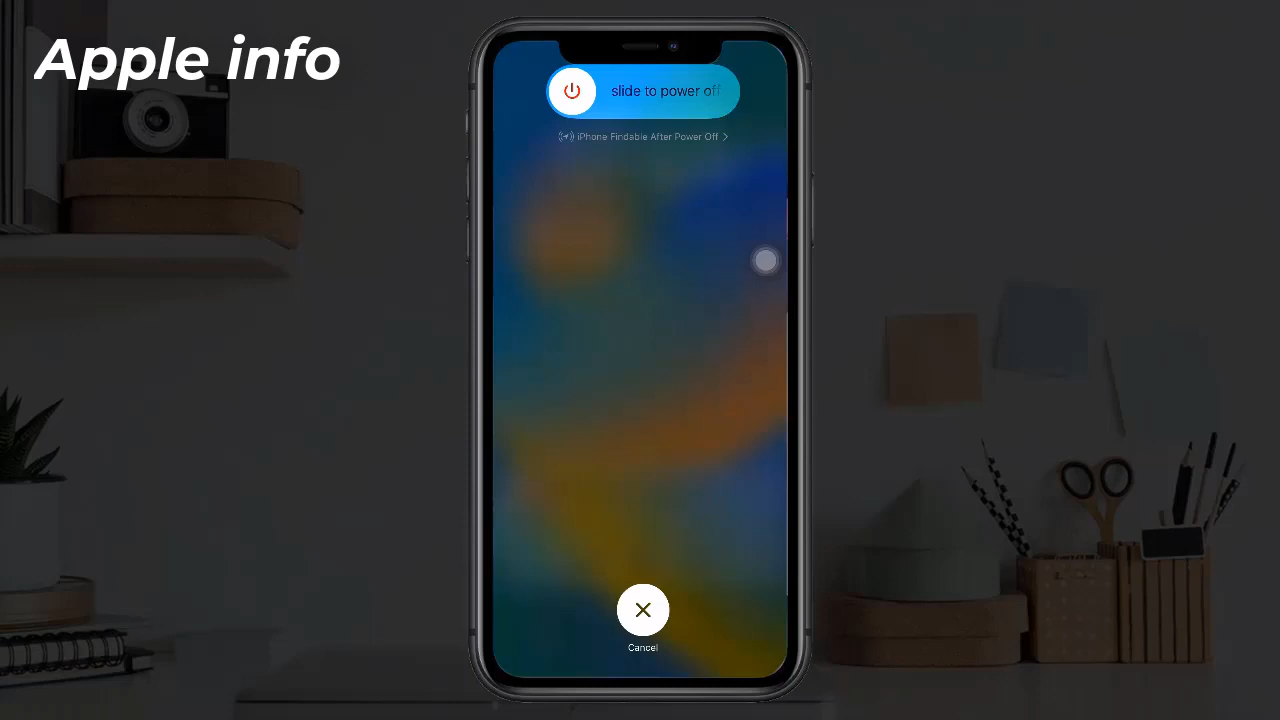 Apple info
slide to power off
iPhone Findable After Power Off
Cancel